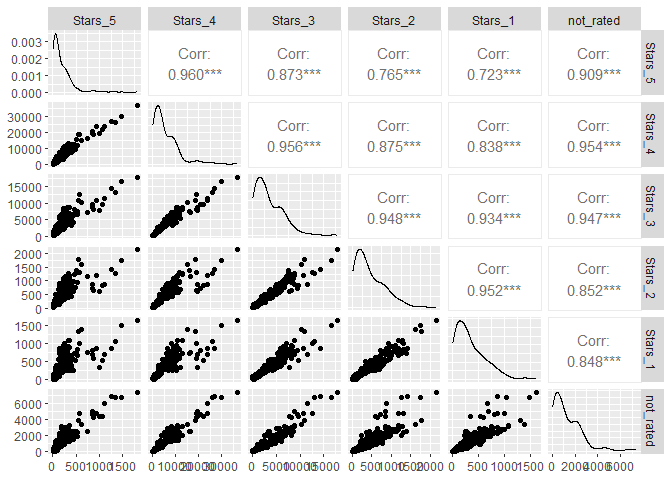 Stars_5 Stars_4 Stars_3 Stars_2 Stars_1 not_rated
0.003
0.002
0.001
0.000
Corr:
0.960***
Corr:
0.873***
Corr:
0.765***
Corr:
0.723***
Corr:
0.909***
Stars_5
30000
20000
10000
0
Corr:
0.956***
Corr:
0.875***
Corr:
0.838***
Corr:
0.954***
Stars_4
15000
10000
5000
0
Corr:
0.948***
Corr:
0.934***
Corr:
0.947***
Stars_3
2000
1500
1000
500
0
Corr:
0.952***
Corr:
0.852***
Stars_2
1500
1000
500
0
Corr:
0.848***
Stars_1
6000
4000
2000
0
not_rated
0 500 1000 1500 0 10000 20000 30000 0 5000 10000 15000 0 500 1000 1500 2000 0 500 1000 1500 0 2000 4000 6000